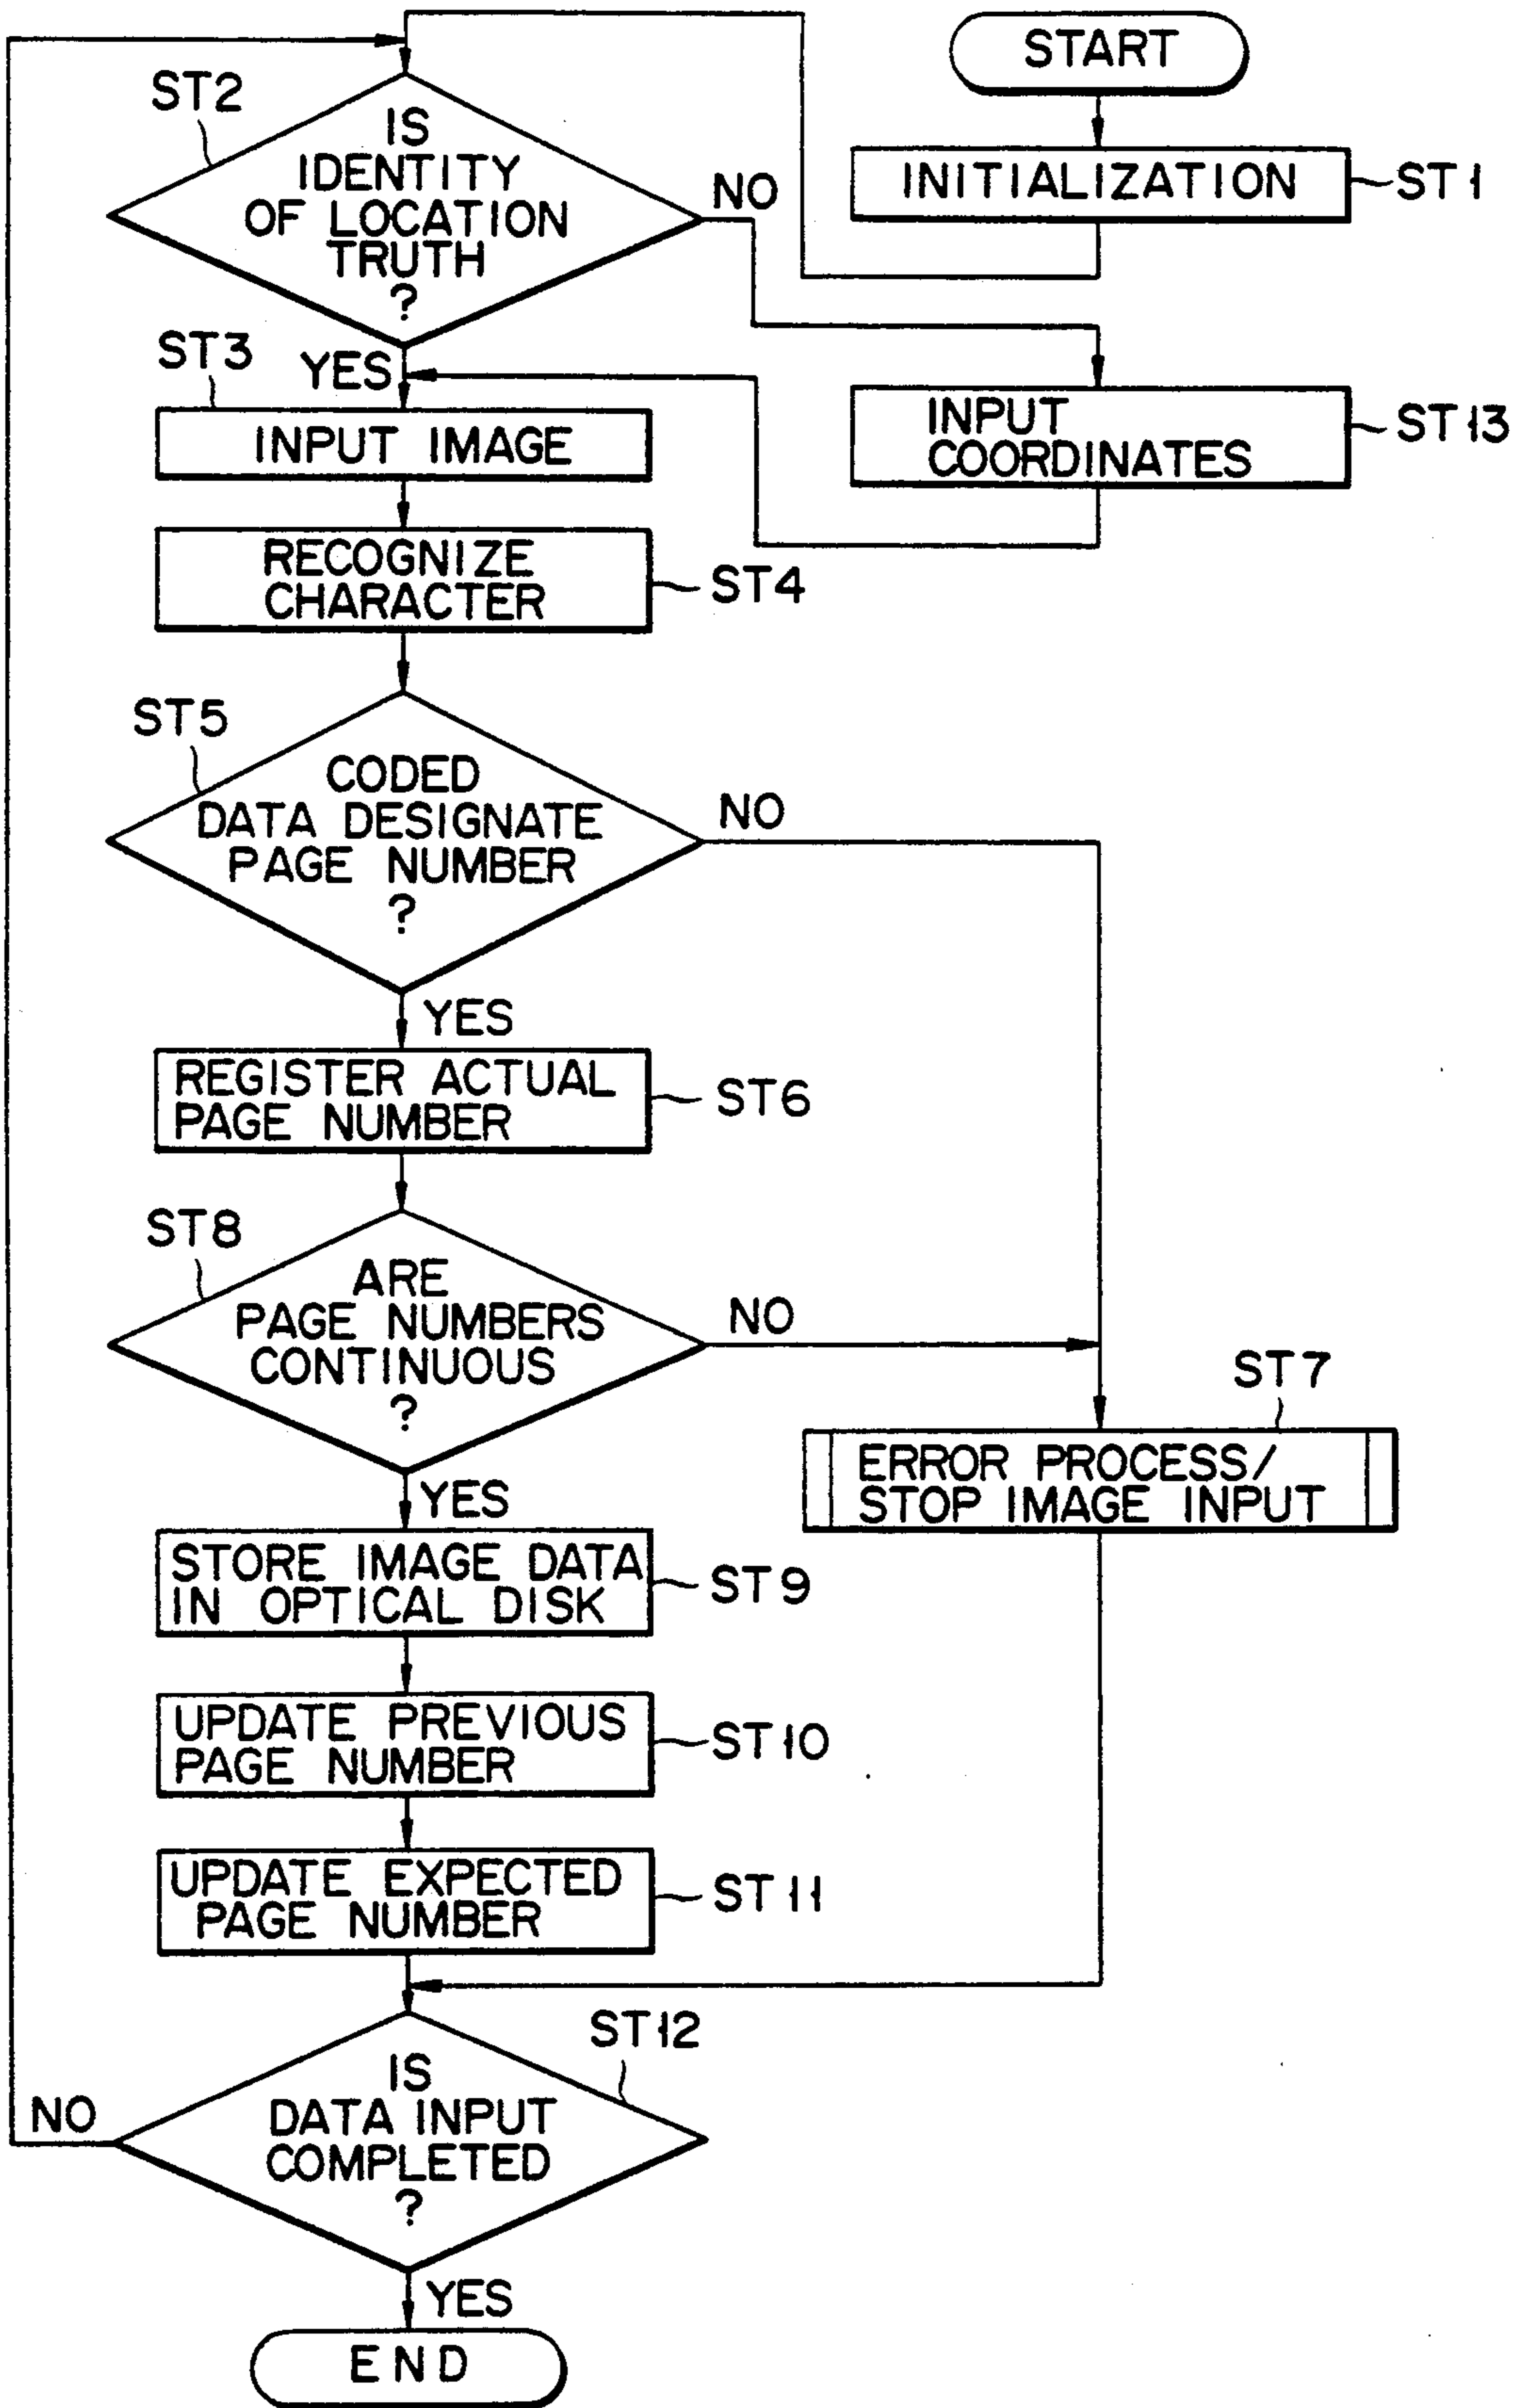 START
INITIALIZATION
ST1
ST2
IS
IDENTITY
OF LOCATION
TRUTH
?
NO
YES
INPUT
COORDINATES
ST13
ST3
INPUT IMAGE
RECOGNIZE
CHARACTER
ST4
ST5
CODED
DATA DESIGNATE
PAGE NUMBER
?
NO
YES
REGISTER ACTUAL
PAGE NUMBER
ST6
ST8
ARE
PAGE NUMBERS
CONTINUOUS
?
NO
YES
ST7
ERROR PROCESS/
STOP IMAGE INPUT
STORE IMAGE DATA
IN OPTICAL DISK
ST9
UPDATE PREVIOUS
PAGE NUMBER
ST10
UPDATE EXPECTED
PAGE NUMBER
ST11
ST12
IS
DATA INPUT
COMPLETED
?
NO
YES
END